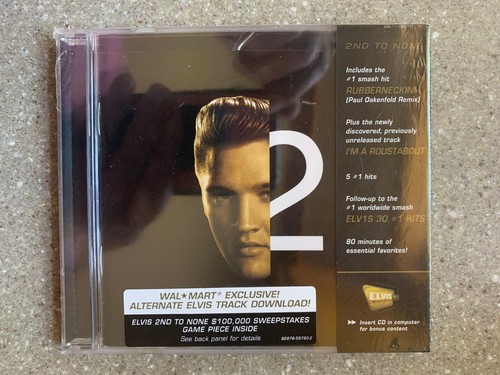 2ND TO NONE
Includes the
#1 smash hit
RUBBERNECKIN'
(Paul Oakenfold Remix)
Plus the newly
discovered, previously
unreleased track
I'M A ROUSTABOUT
5 #1 hits
Follow-up to the
#1 worldwide smash
ELV1S 30 #1 HITS
80 minutes of
essential favorites!
ELVIS
>> Insert CD in computer
for bonus content
2
WAL★MART® EXCLUSIVE!
ALTERNATE ELVIS TRACK DOWNLOAD!
ELVIS 2ND TO NONE $100,000 SWEEPSTAKES
GAME PIECE INSIDE
See back panel for details